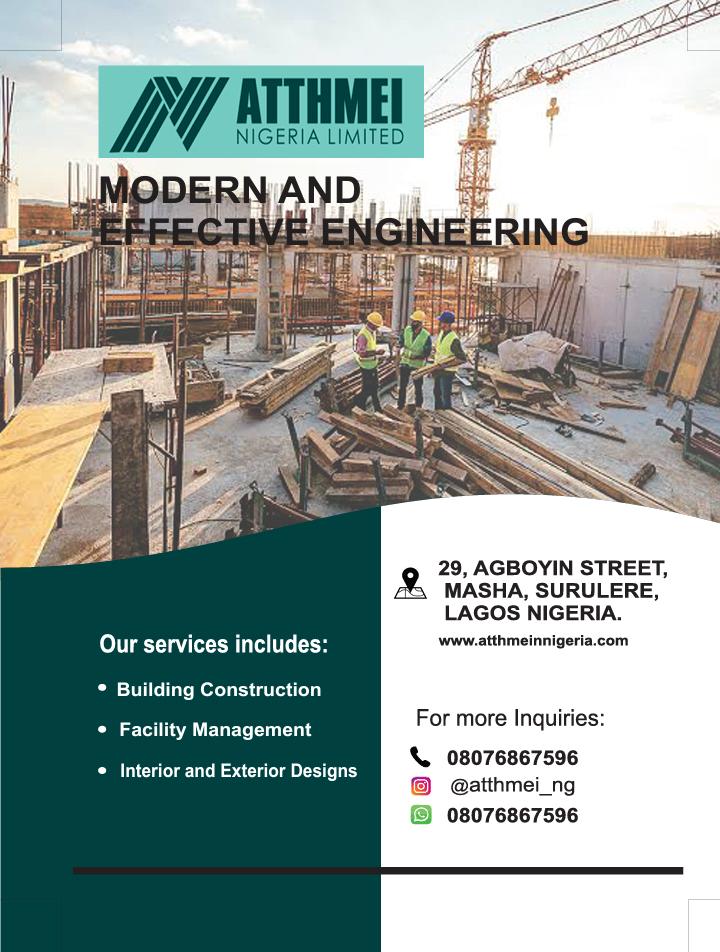 ATTHMEI
NIGERIA LIMITED
MODERN AND
EFFECTIVE ENGINEERING
29, AGBOYIN STREET,
MASHA, SURULERE,
LAGOS NIGERIA.
www.atthmeinnigeria.com
Our services includes:
• Building Construction
• Facility Management
• Interior and Exterior Designs
For more Inquiries:
08076867596
@atthmei_ng
08076867596